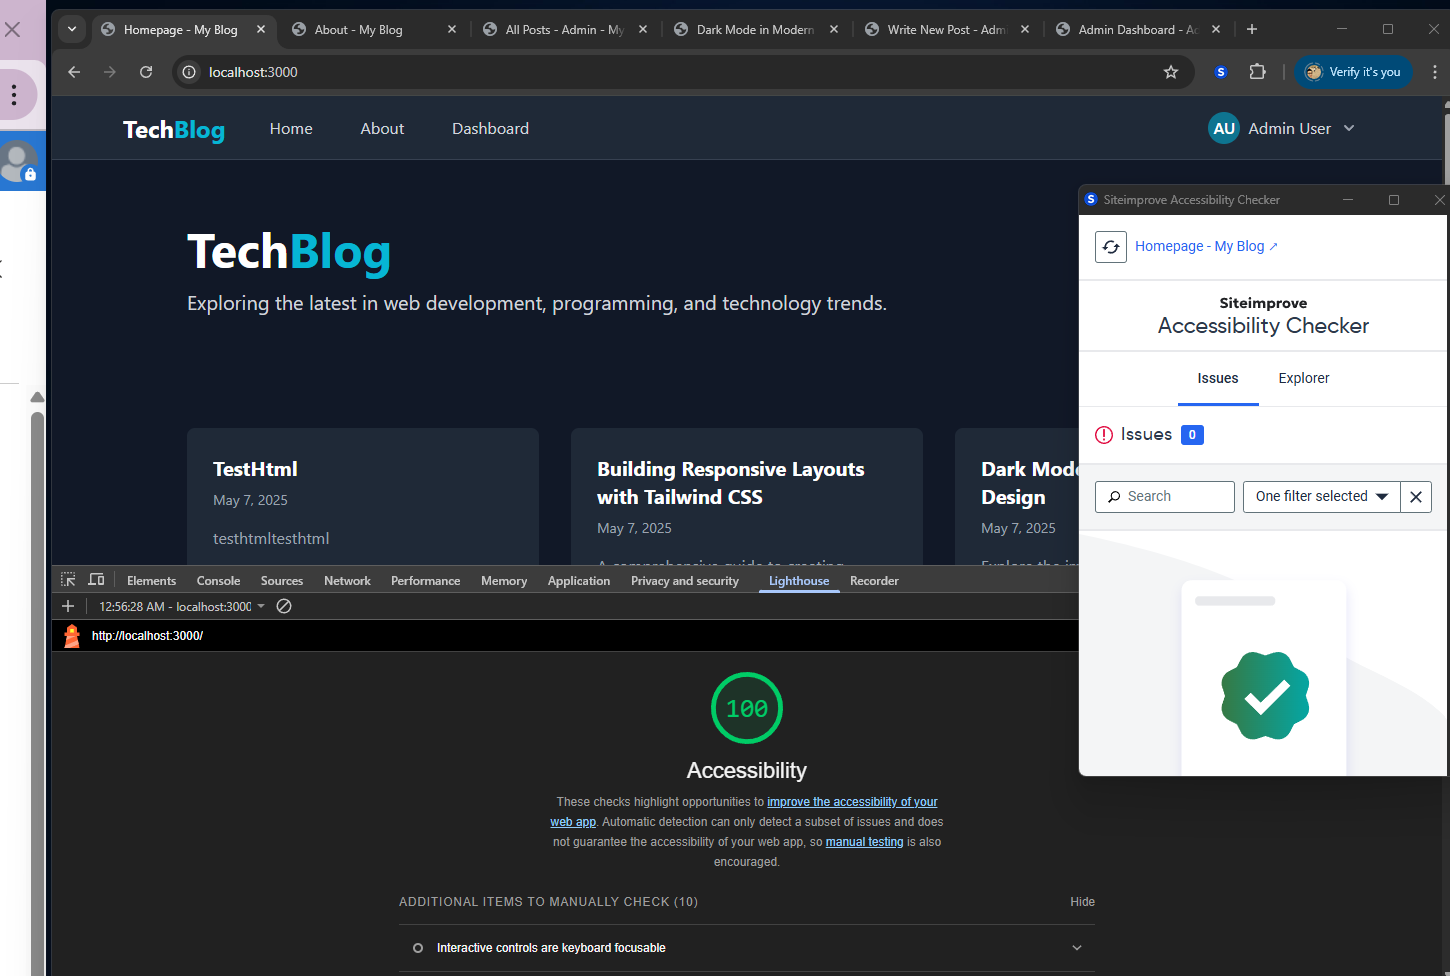 Homepage - My Blog
About - My Blog
All Posts - Admin - My
Dark Mode in Modern
Write New Post - Adm
Admin Dashboard - Ad
localhost:3000
S
Verify it's you
TechBlog
Home
About
Dashboard
AU
Admin User
TechBlog
Exploring the latest in web development, programming, and technology trends.
TestHtml
May 7, 2025
testhtmltesthtml
Building Responsive Layouts
with Tailwind CSS
May 7, 2025
Dark Mode
Design
May 7, 2025
S Siteimprove Accessibility Checker
Homepage - My Blog
Siteimprove
Accessibility Checker
Issues
Explorer
Issues 0
Search
One filter selected
Elements
Console
Sources
Network
Performance
Memory
Application
Privacy and security
Lighthouse
Recorder
12:56:28 AM - localhost:3000
http://localhost:3000/
100
Accessibility
These checks highlight opportunities to improve the accessibility of your
web app. Automatic detection can only detect a subset of issues and does
not guarantee the accessibility of your web app, so manual testing is also
encouraged.
ADDITIONAL ITEMS TO MANUALLY CHECK (10)
Hide
Interactive controls are keyboard focusable